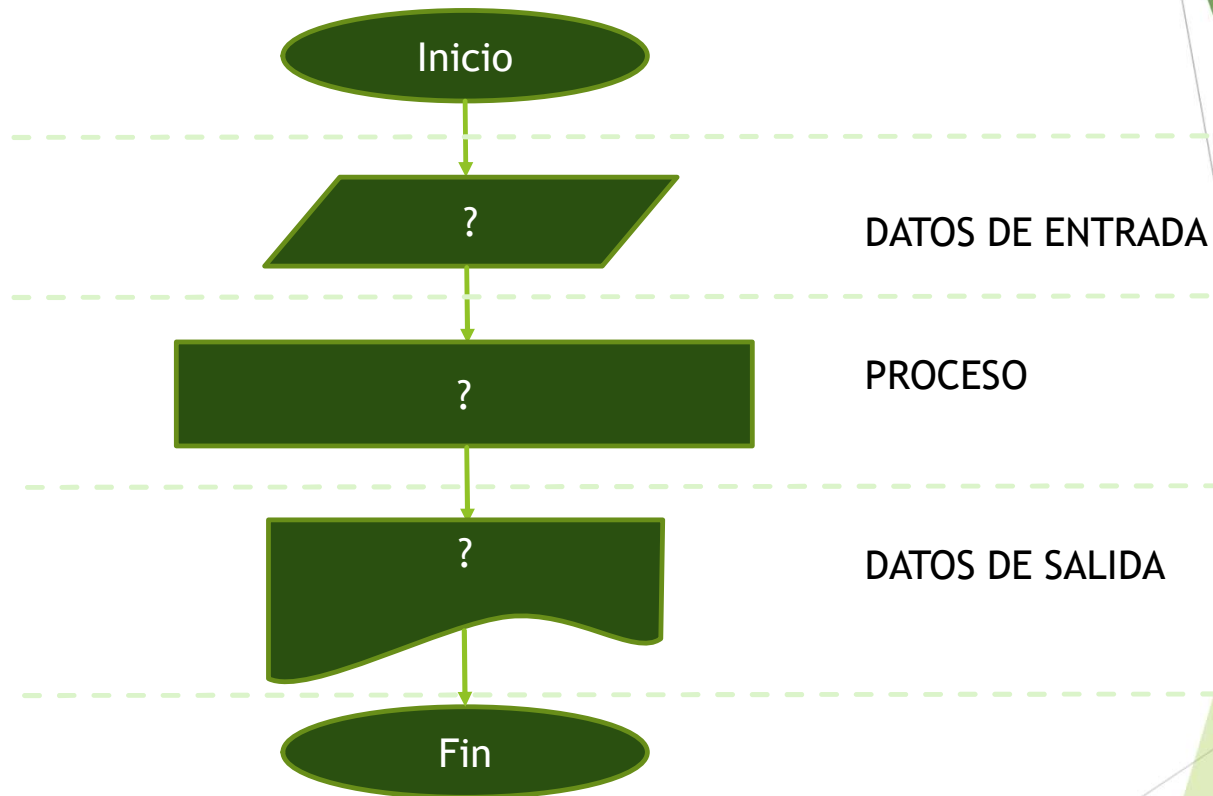 Inicio
?
DATOS DE ENTRADA
?
PROCESO
?
DATOS DE SALIDA
Fin